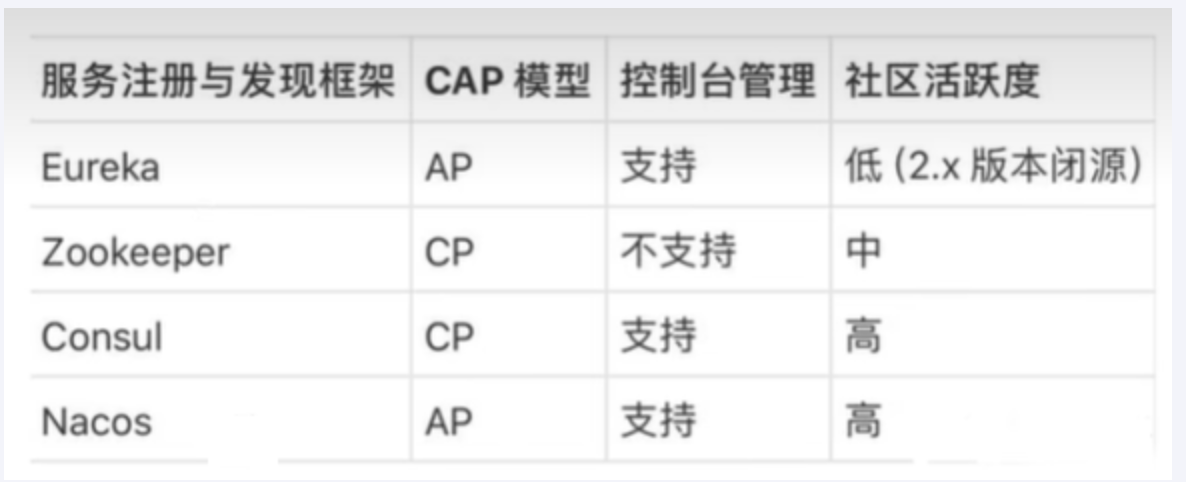 服务注册与发现框架 CAP 模型 控制台管理 社区活跃度
Eureka AP 支持 低 (2.x 版本闭源)
Zookeeper CP 不支持 中
Consul CP 支持 高
Nacos AP 支持 高